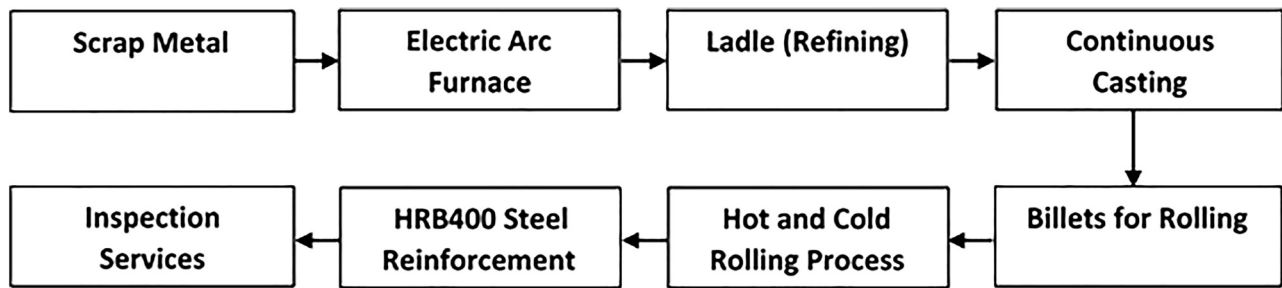 Scrap Metal
Electric Arc
Furnace
Ladle (Refining)
Continuous
Casting
Billets for Rolling
Hot and Cold
Rolling Process
HRB400 Steel
Reinforcement
Inspection
Services